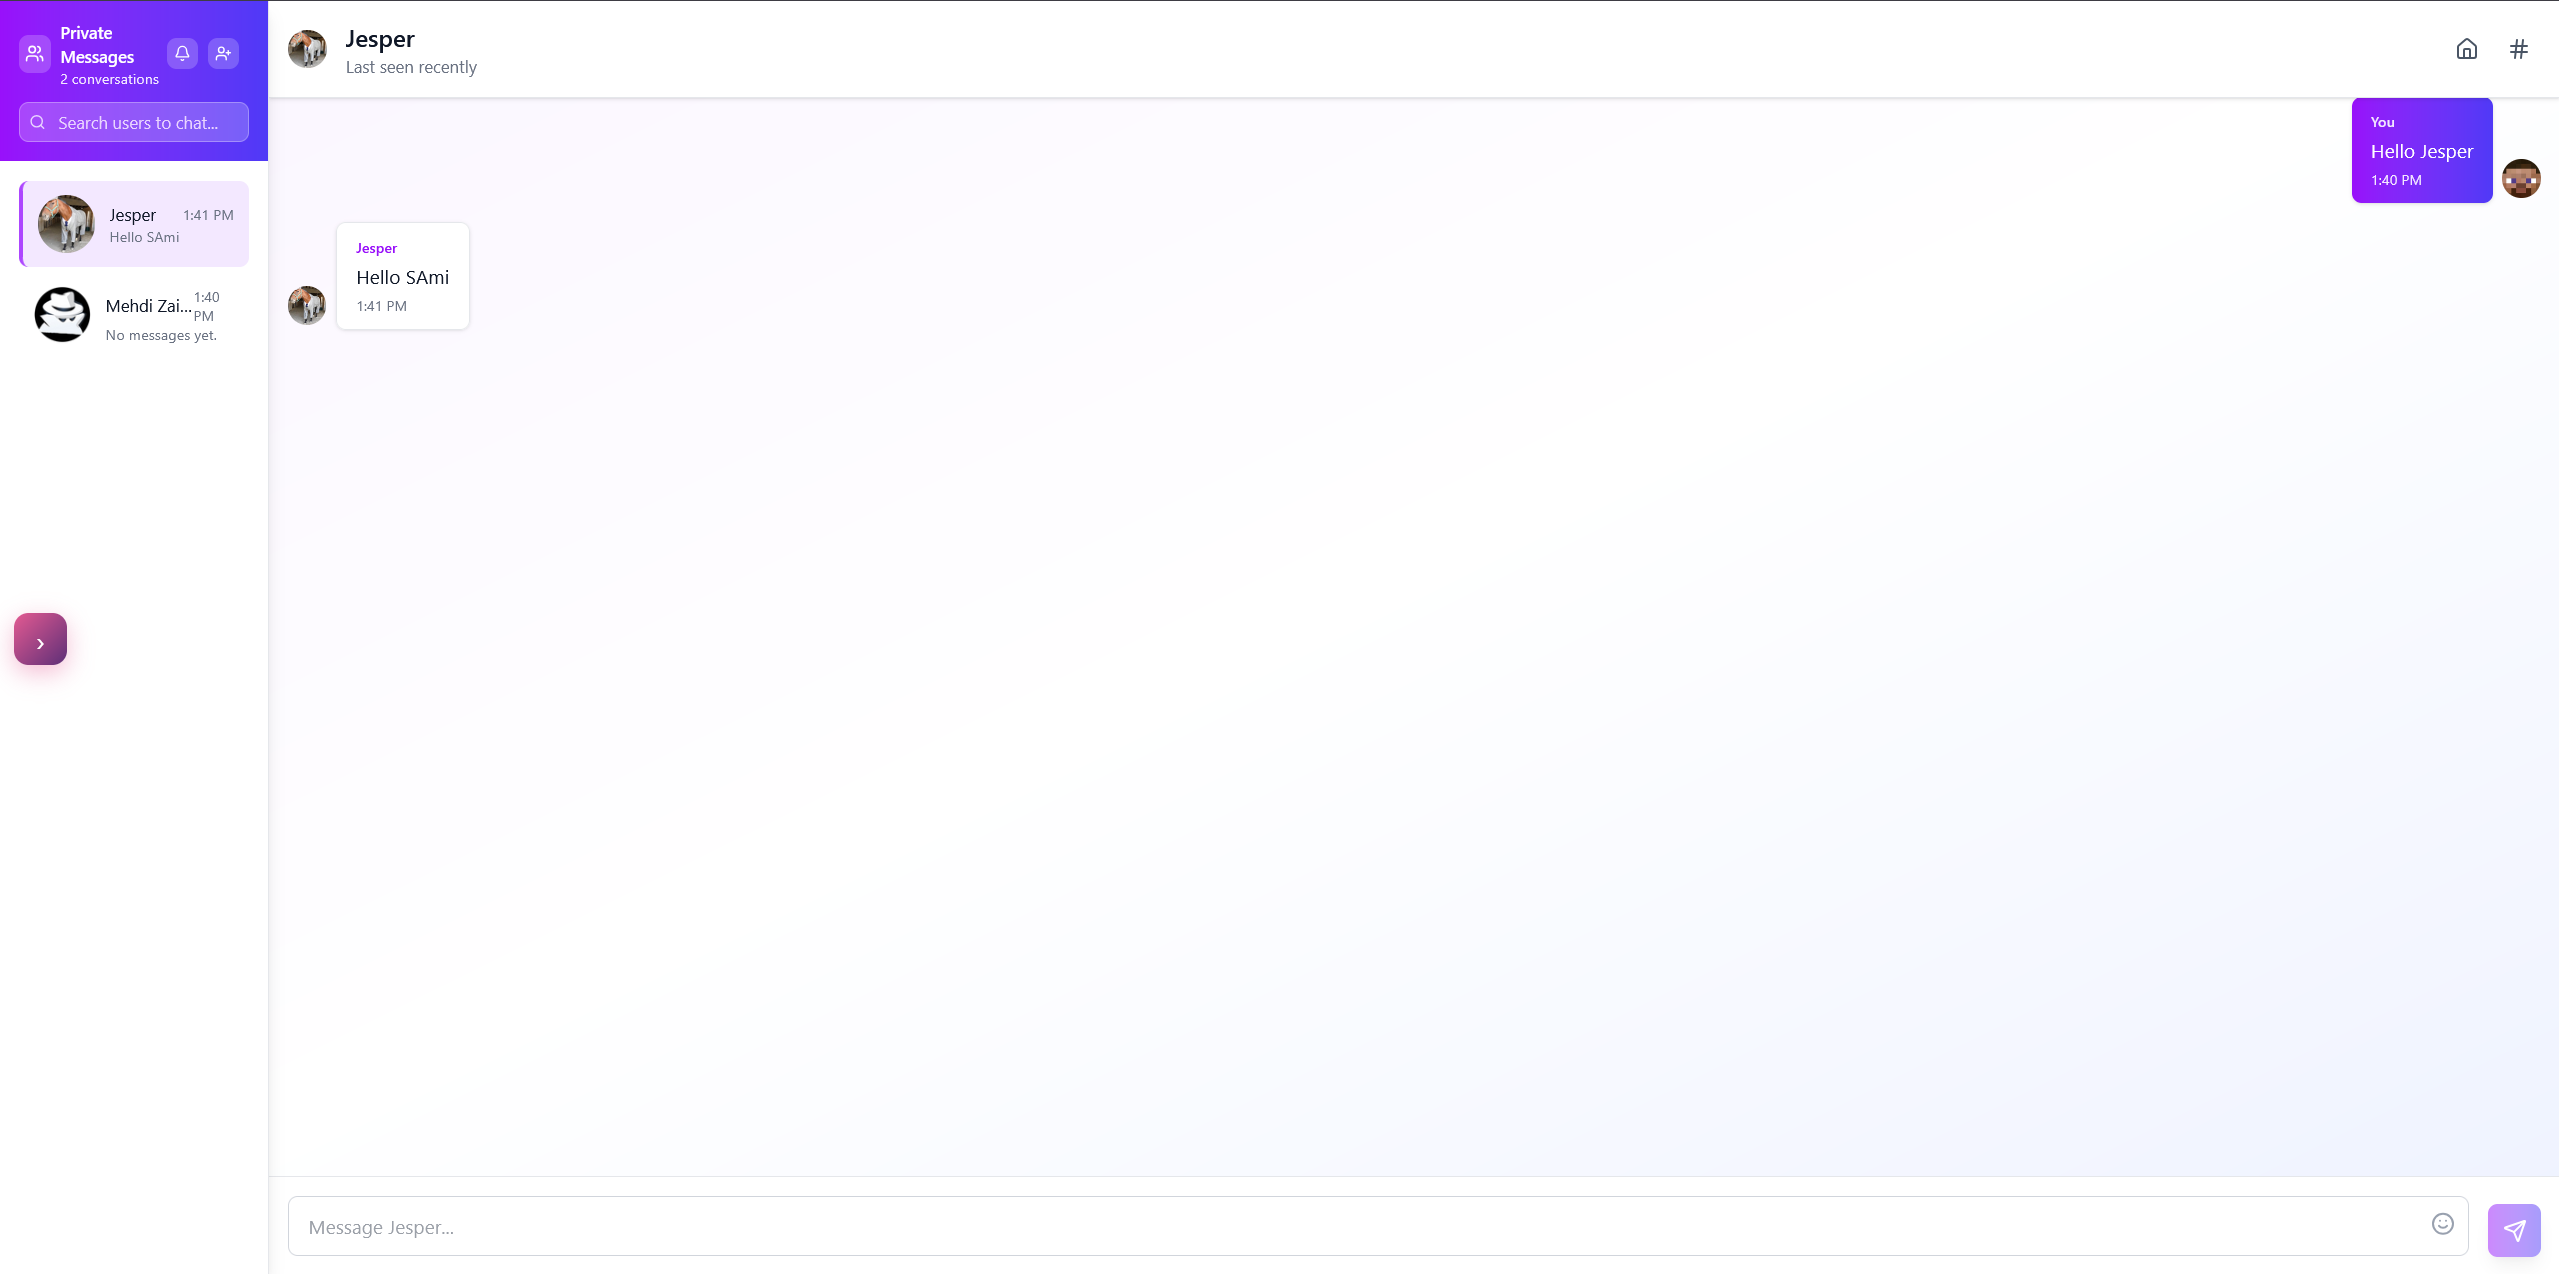 Private
Messages
2 conversations
Search users to chat...
Jesper 1:41 PM
Hello SAmi
Mehdi Zai... 1:40
PM
No messages yet.
›
Jesper
Last seen recently
You
Hello Jesper
1:40 PM
Jesper
Hello SAmi
1:41 PM
Message Jesper...